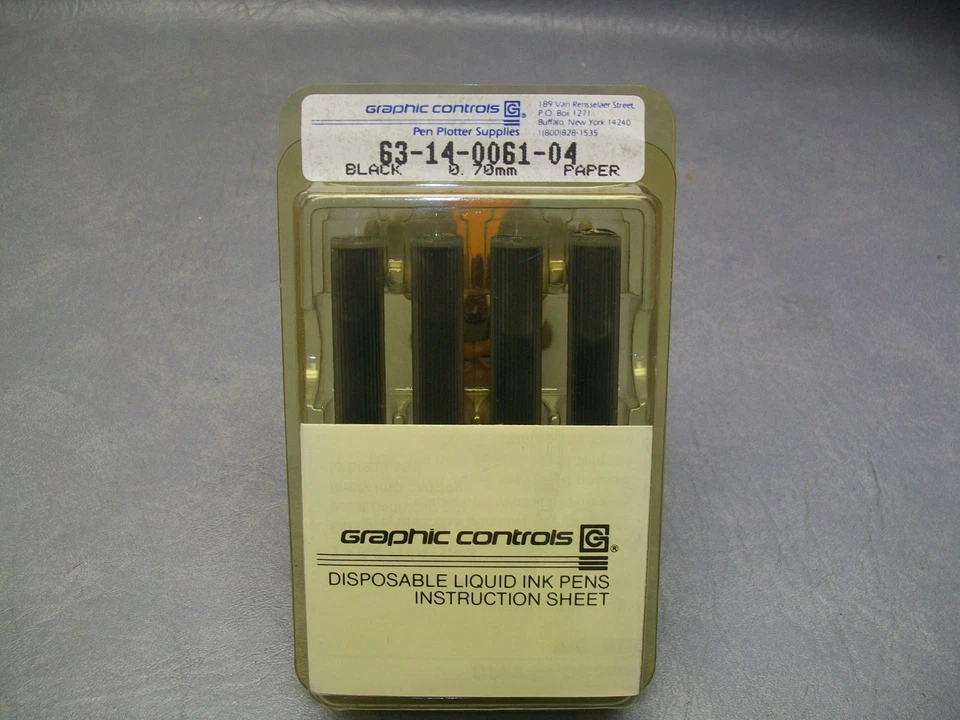 Graphic controls G®
Pen Plotter Supplies
189 Van Rensselaer Street,
P.O. Box 1271
Buffalo, New York 14240
1(800)828-1535
63-14-0061-04
BLACK 0.70mm PAPER
Graphic controls G®
DISPOSABLE LIQUID INK PENS
INSTRUCTION SHEET